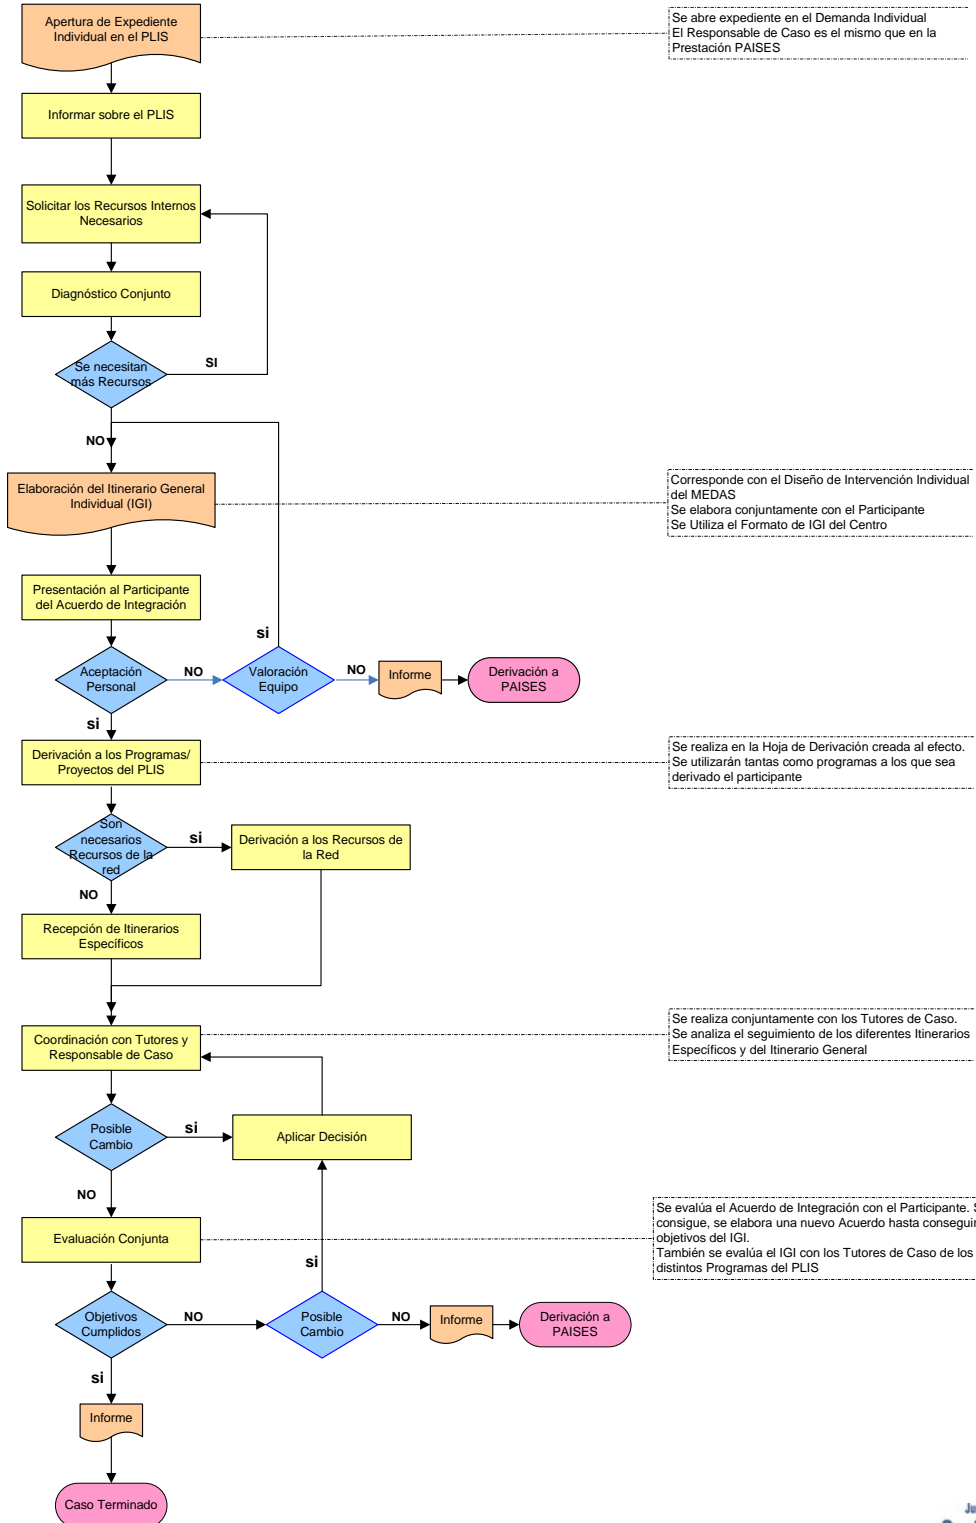 Apertura de Expediente
Individual en el PLIS
Se abre expediente en el Demanda Individual
El Responsable de Caso es el mismo que en la
Prestación PAISES
Informar sobre el PLIS
Solicitar los Recursos Internos
Necesarios
Diagnóstico Conjunto
Se necesitan
más Recursos
SI
NO
Elaboración del Itinerario General
Individual (IGI)
Corresponde con el Diseño de Intervención Individual
del MEDAS
Se elabora conjuntamente con el Participante
Se Utiliza el Formato de IGI del Centro
Presentación al Participante
del Acuerdo de Integración
si
Aceptación
Personal
NO
Valoración
Equipo
NO
Informe
Derivación a
PAISES
si
Derivación a los Programas/
Proyectos del PLIS
Se realiza en la Hoja de Derivación creada al efecto.
Se utilizarán tantas como programas a los que sea
derivado el participante
Son
necesarios
Recursos de la
red
si
Derivación a los Recursos de
la Red
NO
Recepción de Itinerarios
Específicos
Coordinación con Tutores y
Responsable de Caso
Se realiza conjuntamente con los Tutores de Caso.
Se analiza el seguimiento de los diferentes Itinerarios
Específicos y del Itinerario General
Posible
Cambio
si
Aplicar Decisión
NO
Evaluación Conjunta
Se evalúa el Acuerdo de Integración con el Participante. S
consigue, se elabora una nuevo Acuerdo hasta conseguir
objetivos del IGI.
También se evalúa el IGI con los Tutores de Caso de los
distintos Programas del PLIS
si
Objetivos
Cumplidos
NO
Posible
Cambio
NO
Informe
Derivación a
PAISES
si
Informe
Caso Terminado
Ju